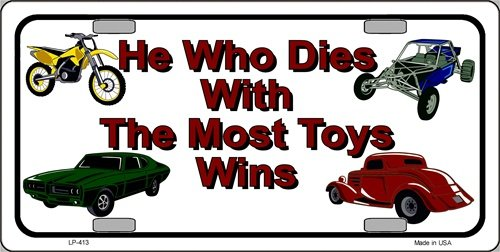 He Who Dies
With
The Most Toys
Wins
LP-413
Made in USA